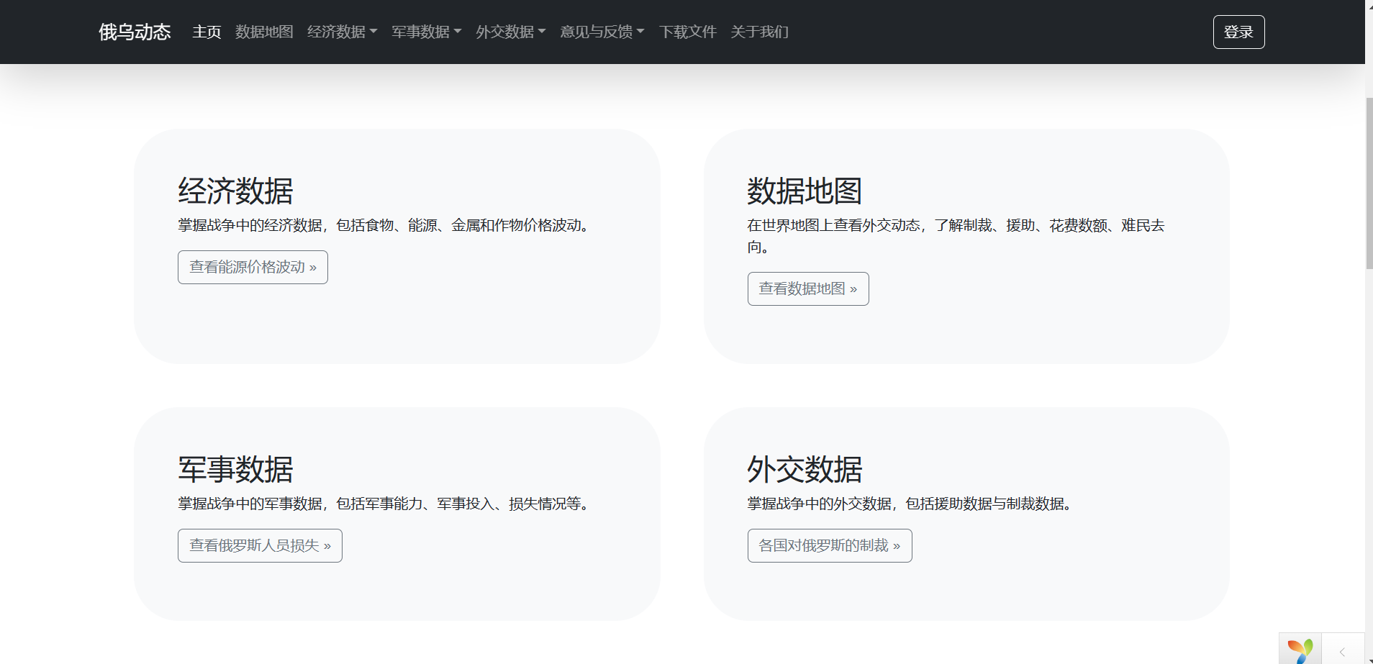 俄乌动态 主页 数据地图 经济数据 军事数据 外交数据 意见与反馈 下载文件 关于我们 登录
经济数据
掌握战争中的经济数据，包括食物、能源、金属和作物价格波动。
查看能源价格波动 »
数据地图
在世界地图上查看外交动态，了解制裁、援助、花费数额、难民去
向。
查看数据地图 »
军事数据
掌握战争中的军事数据，包括军事能力、军事投入、损失情况等。
查看俄罗斯人员损失 »
外交数据
掌握战争中的外交数据，包括援助数据与制裁数据。
各国对俄罗斯的制裁 »